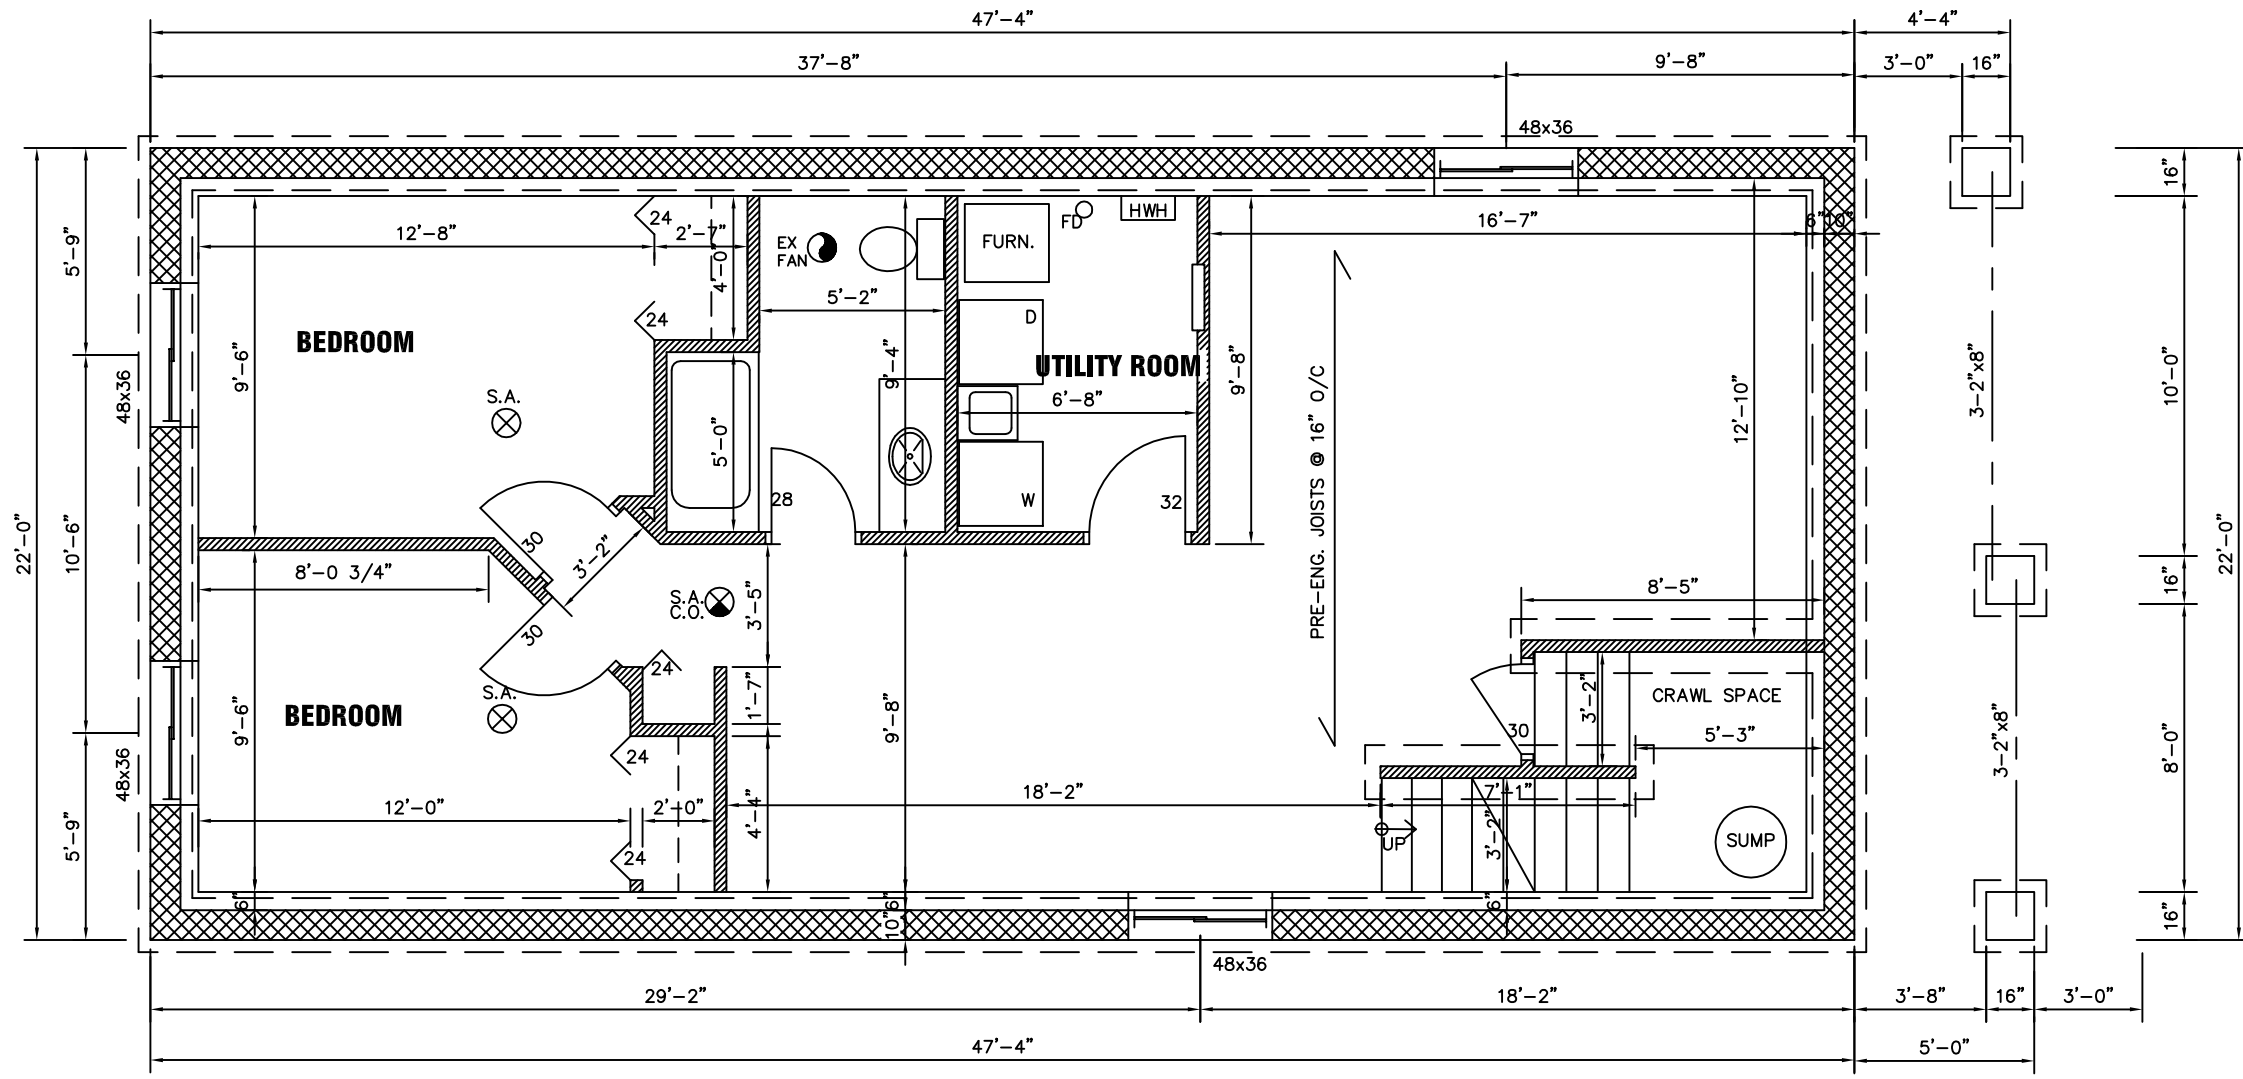 47'-4"
4'-4"
37'-8"
9'-8"
3'-0"
16"
48x36
24
FD
HWH
16"
12'-8"
2'-7"
EX
FAN
FURN.
16'-7"
6"
10"
5'-9"
4'-0"
5'-2"
24
D
BEDROOM
9'-6"
9'-4"
UTILITY ROOM
9'-8"
3-2"x8"
10'-0"
48x36
S.A.
6'-8"
PRE-ENG. JOISTS @ 16" O/C
12'-10"
5'-0"
28
W
32
22'-0"
10'-6"
30
3'-2"
22'-0"
8'-0 3/4"
S.A.
C.O.
3'-5"
8'-5"
16"
30
24
S.A.
BEDROOM
1'-7"
9'-6"
9'-8"
3'-2"
CRAWL SPACE
30
5'-3"
3-2"x8"
8'-0"
48x36
24
12'-0"
2'-0"
4'-4"
18'-2"
7'-1"
5'-9"
24
UP
3'-2"
SUMP
6"
6"
10"
6"
16"
48x36
29'-2"
18'-2"
3'-8"
16"
3'-0"
47'-4"
5'-0"